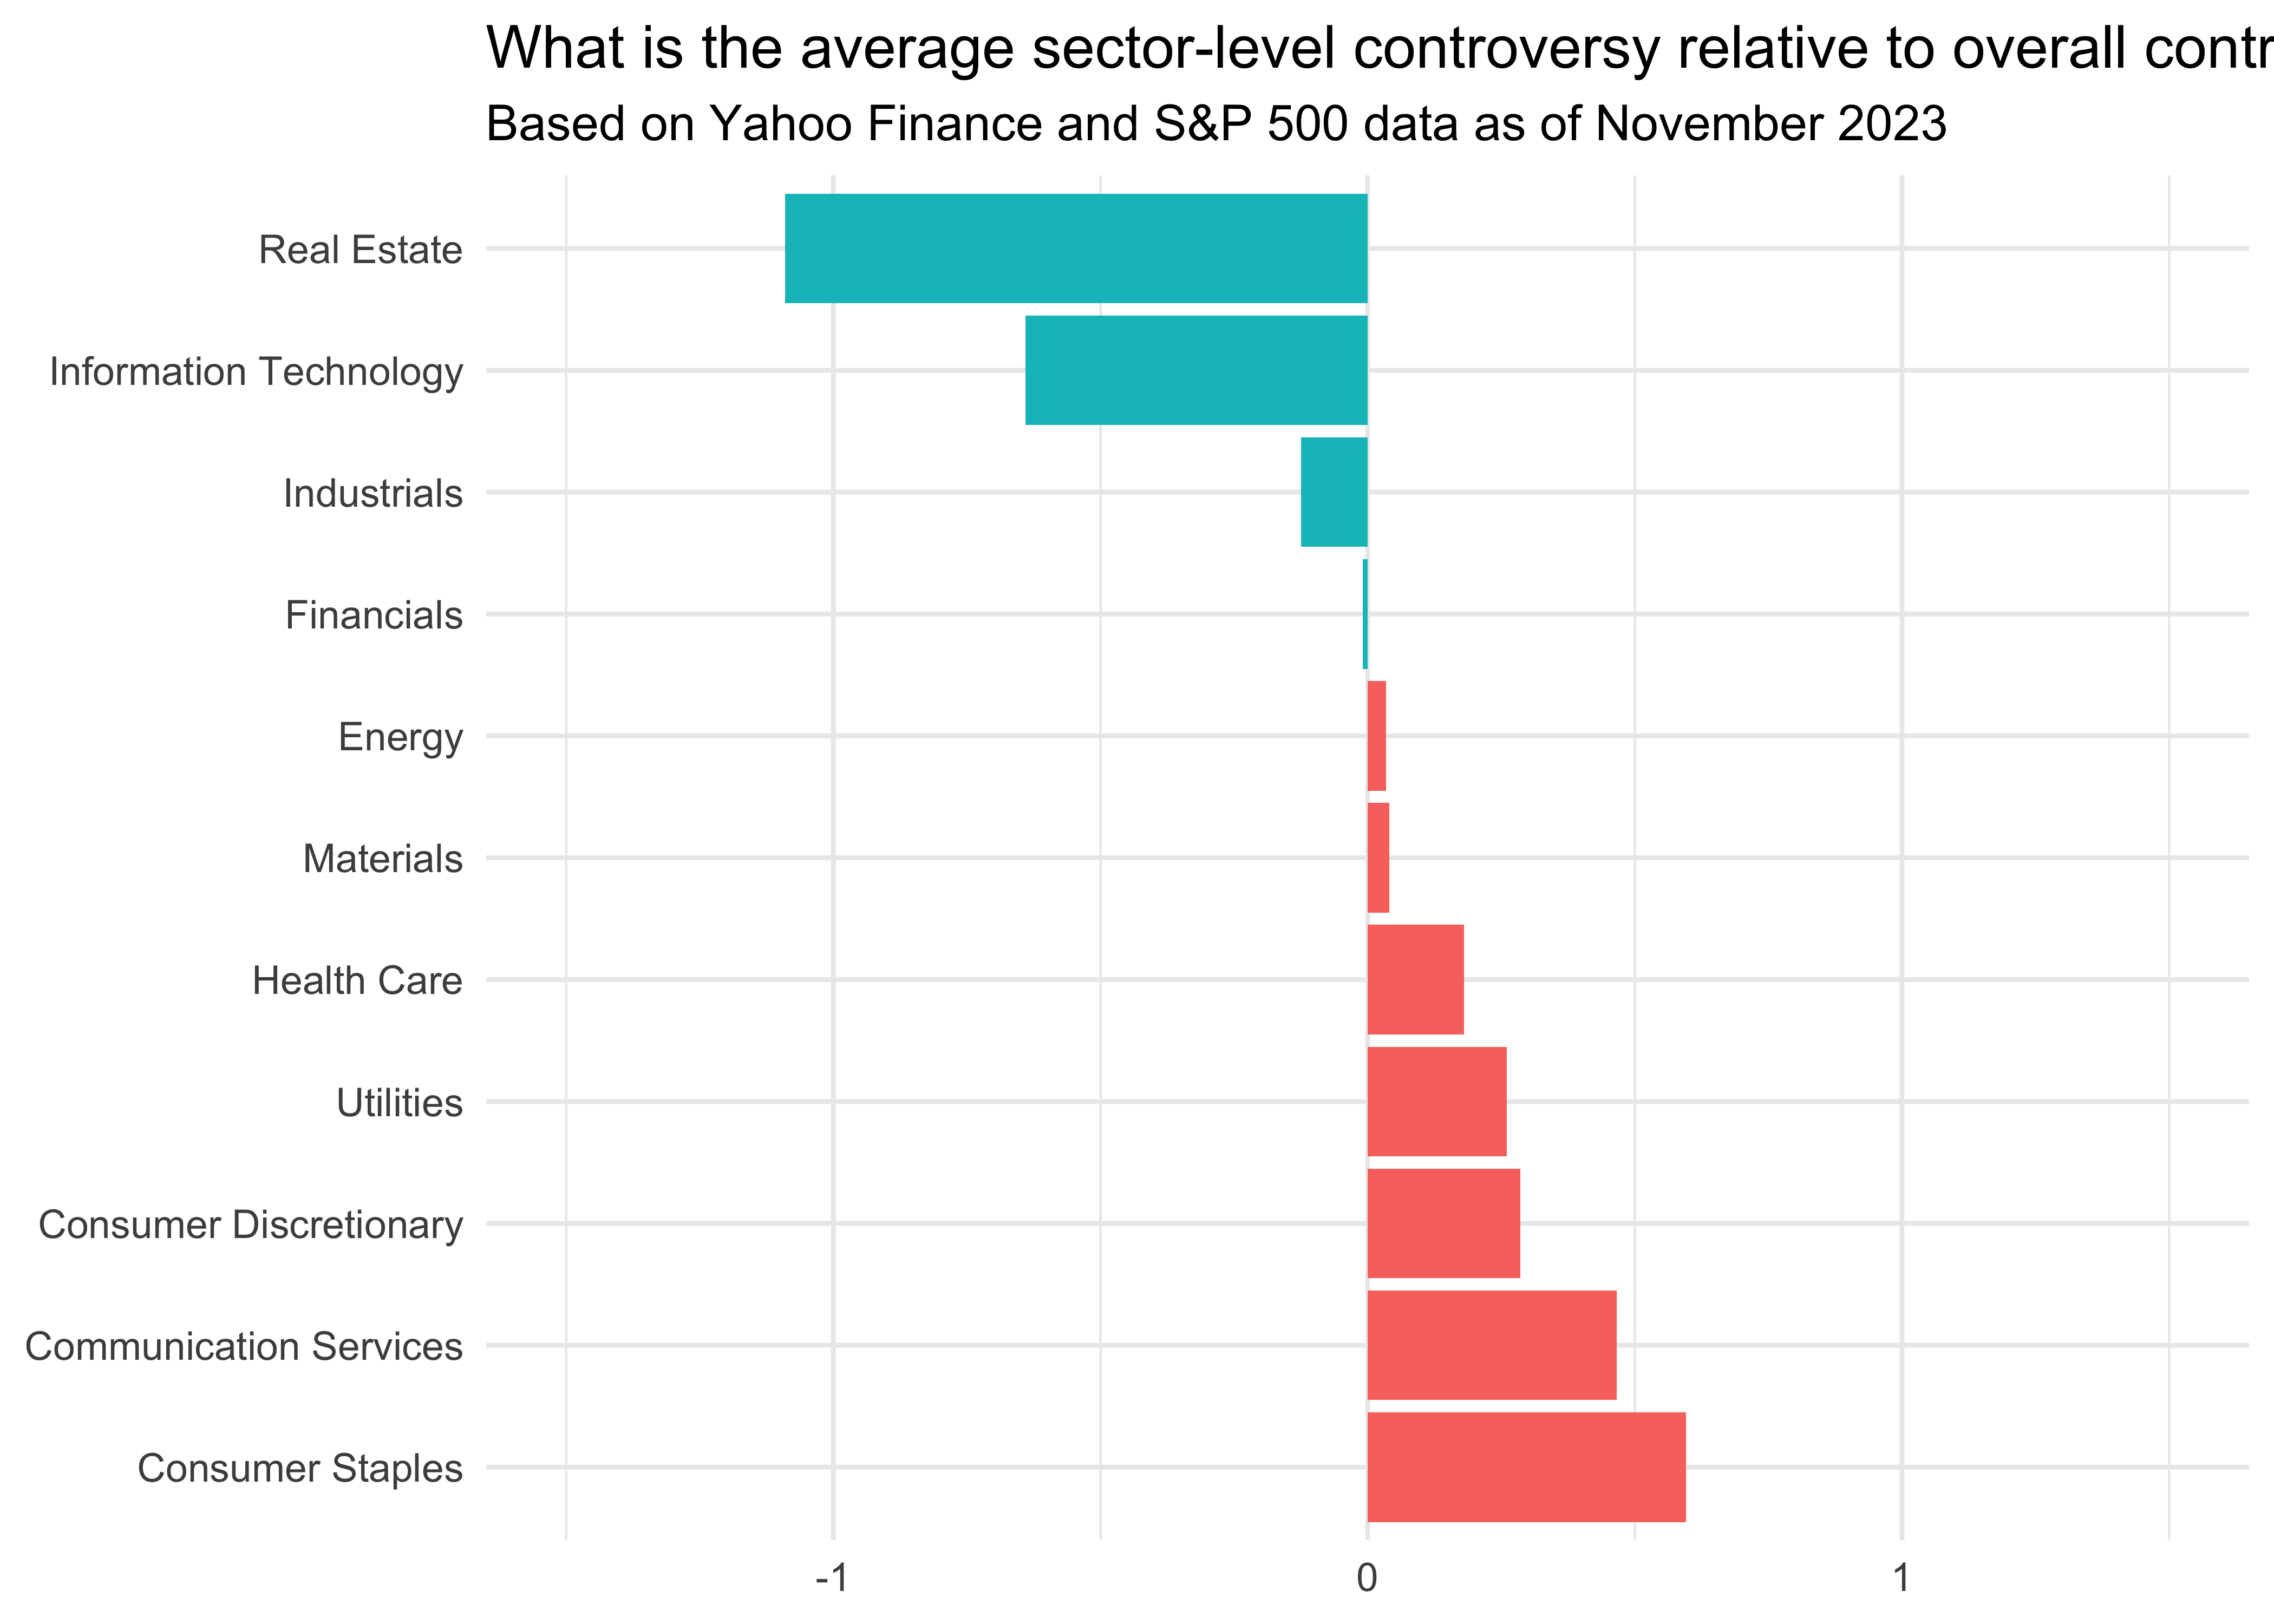 What is the average sector-level controversy relative to overall contr
Based on Yahoo Finance and S&P 500 data as of November 2023
Real Estate
Information Technology
Industrials
Financials
Energy
Materials
Health Care
Utilities
Consumer Discretionary
Communication Services
Consumer Staples
-1 0 1